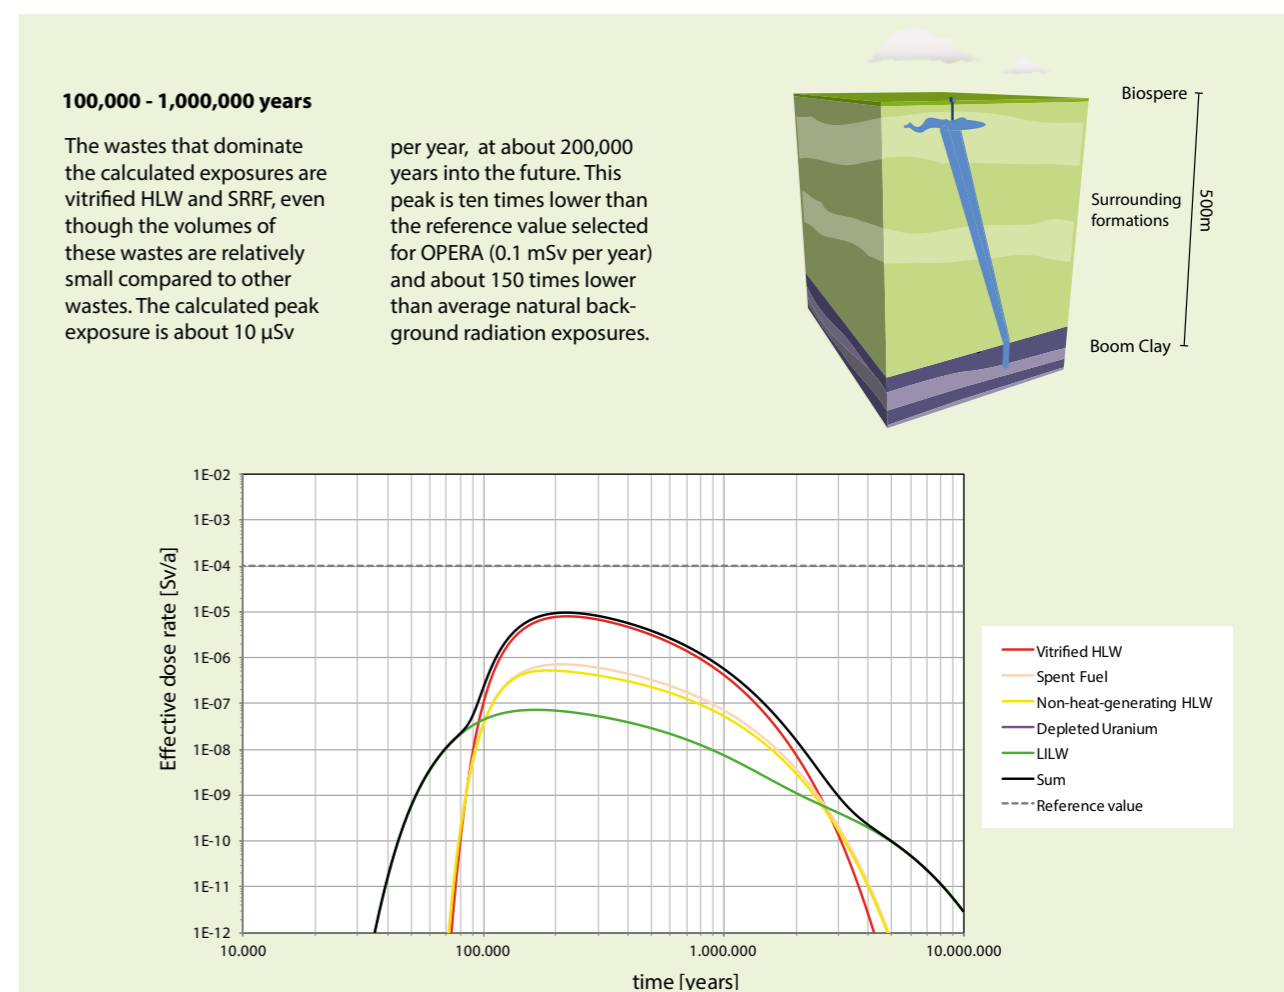 100,000 - 1,000,000 years
The wastes that dominate
the calculated exposures are
vitrified HLW and SRRF, even
though the volumes of
these wastes are relatively
small compared to other
wastes. The calculated peak
exposure is about 10 µSv
per year, at about 200,000
years into the future. This
peak is ten times lower than
the reference value selected
for OPERA (0.1 mSv per year)
and about 150 times lower
than average natural back-
ground radiation exposures.
Biospere
Surrounding
formations
500m
Boom Clay
Effective dose rate [Sv/a]
1E-02
1E-03
1E-04
1E-05
1E-06
1E-07
1E-08
1E-09
1E-10
1E-11
1E-12
10.000
100.000
1.000.000
10.000.000
time [years]
Vitrified HLW
Spent Fuel
Non-heat-generating HLW
Depleted Uranium
LILW
Sum
Reference value